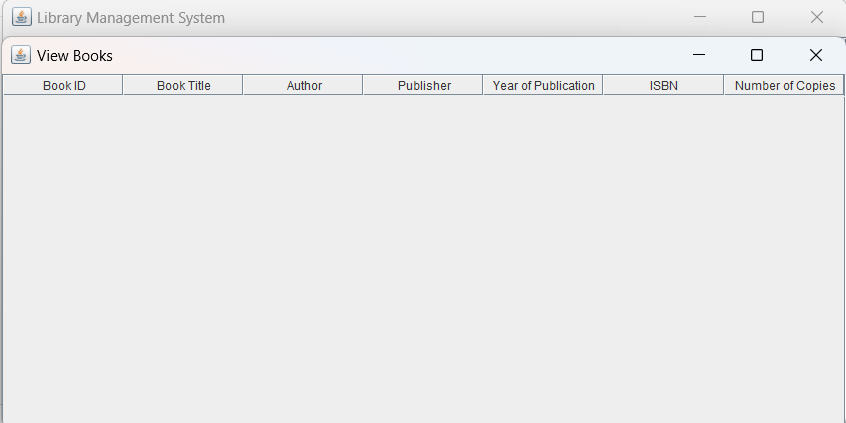 Library Management System
View Books
Book ID Book Title Author Publisher Year of Publication ISBN Number of Copies